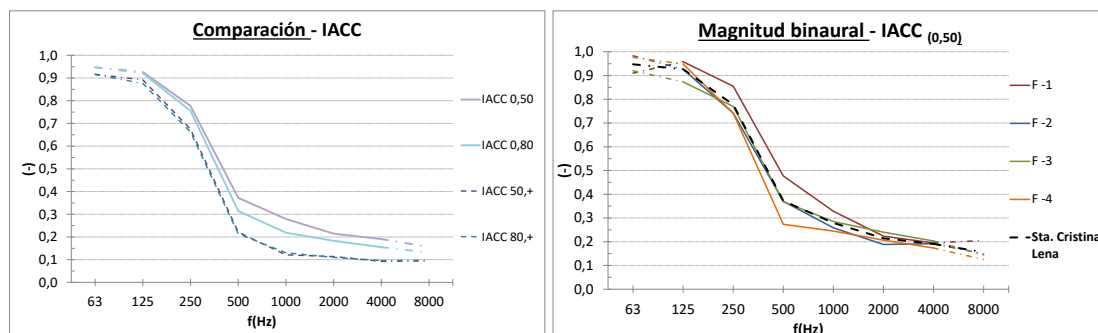 Comparación - IACC
1,0
0,9
0,8
0,7
0,6
0,5
0,4
0,3
0,2
0,1
0,0
(-)
63 125 250 500 1000 2000 4000 8000
f(Hz)
IACC 0,50
IACC 0,80
IACC 50,+
IACC 80,+
Magnitud binaural - IACC (0,50)
1,0
0,9
0,8
0,7
0,6
0,5
0,4
0,3
0,2
0,1
0,0
(-)
63 125 250 500 1000 2000 4000 8000
f(Hz)
F -1
F -2
F -3
F -4
Sta. Cristina
Lena